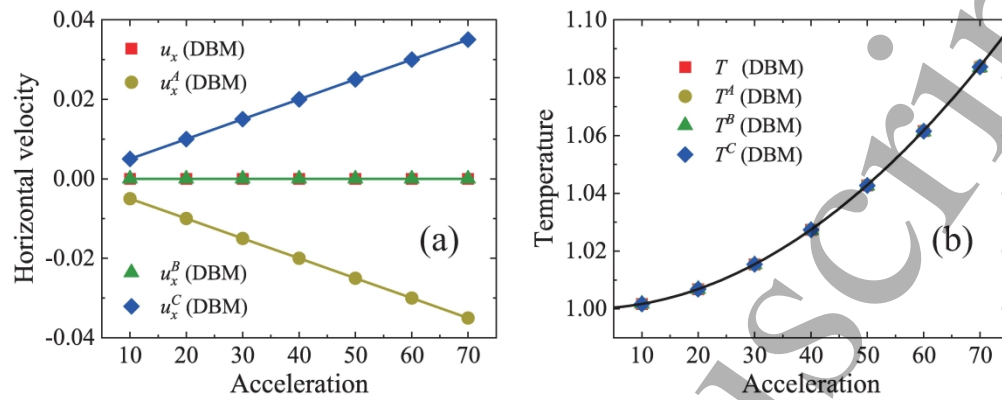 0.04
0.02
0.00
-0.02
-0.04
Horizontal velocity
u_x (DBM)
u_x^A (DBM)
u_x^B (DBM)
u_x^C (DBM)
(a)
10 20 30 40 50 60 70
Acceleration
1.10
1.08
1.06
1.04
1.02
1.00
Temperature
T (DBM)
T^A (DBM)
T^B (DBM)
T^C (DBM)
(b)
10 20 30 40 50 60 70
Acceleration